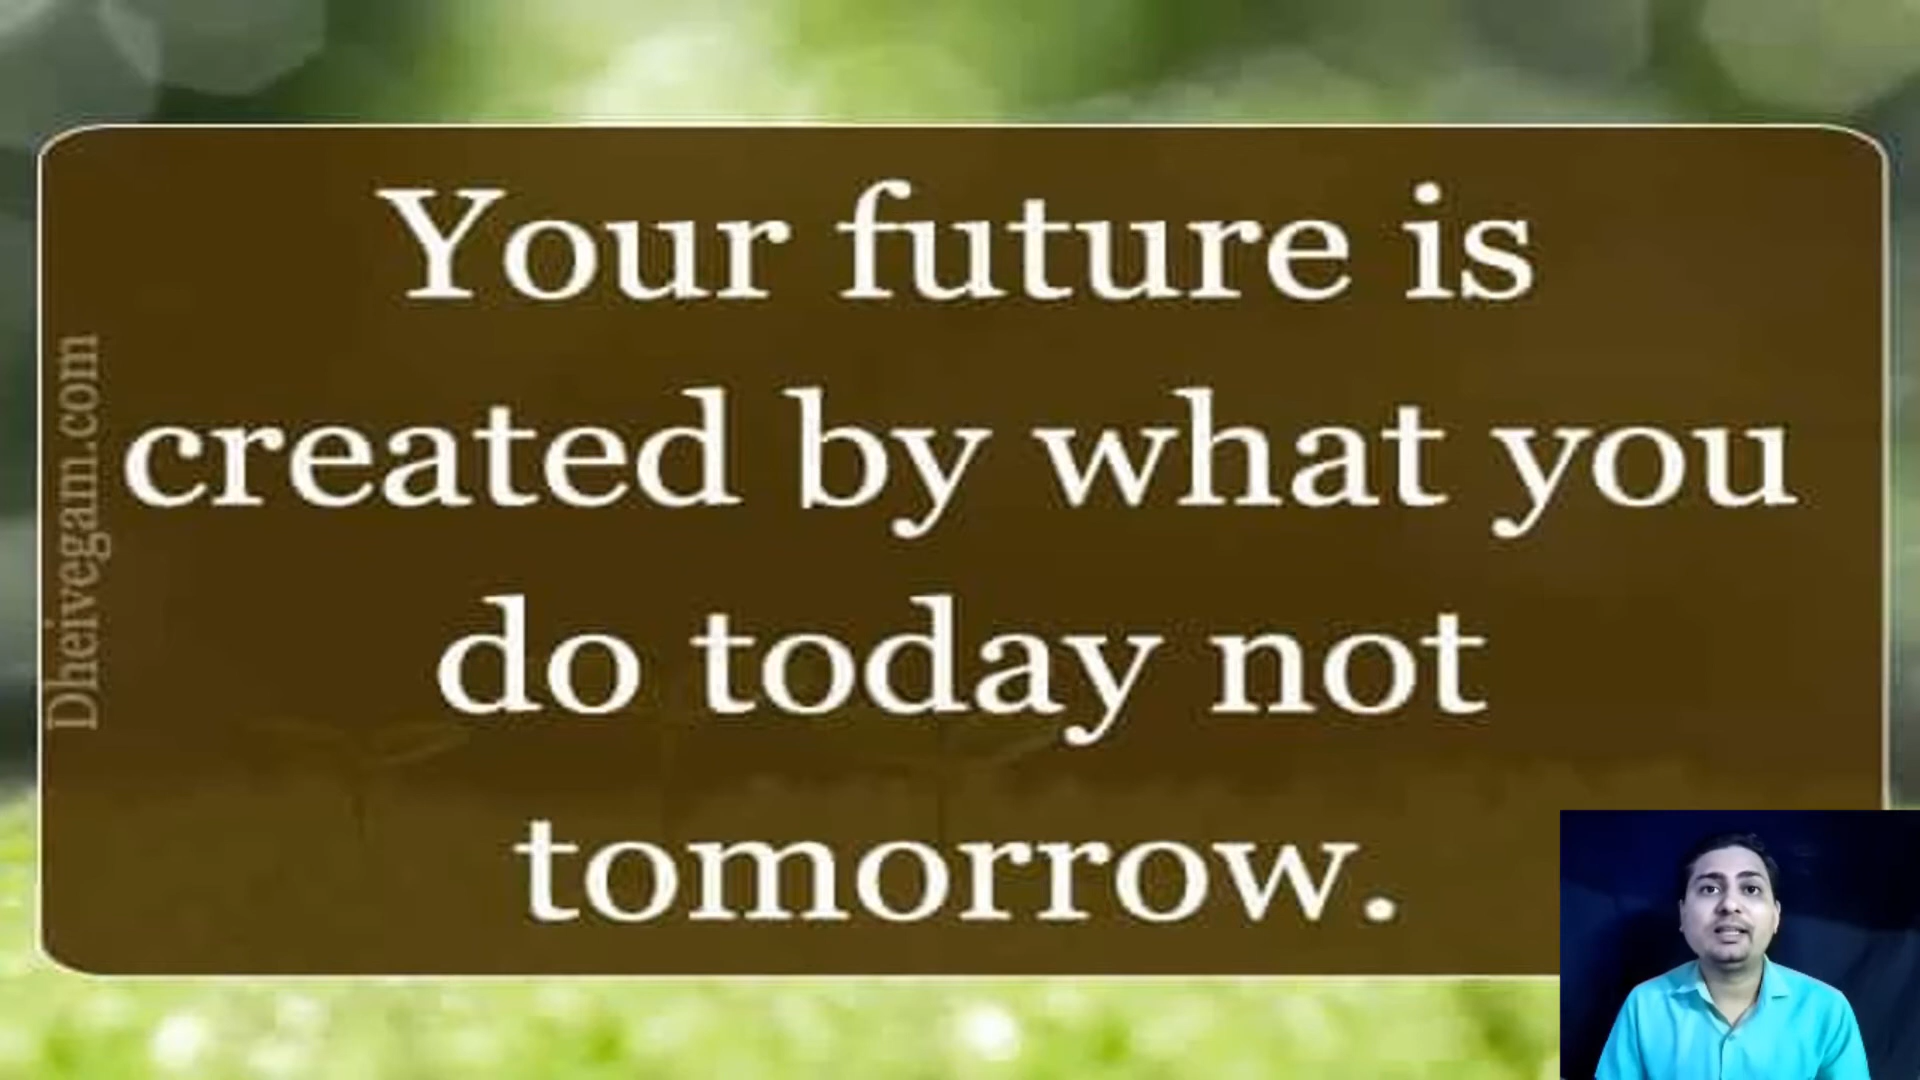 Your future is
created by what you
do today not
tomorrow.
Dheivegam.com